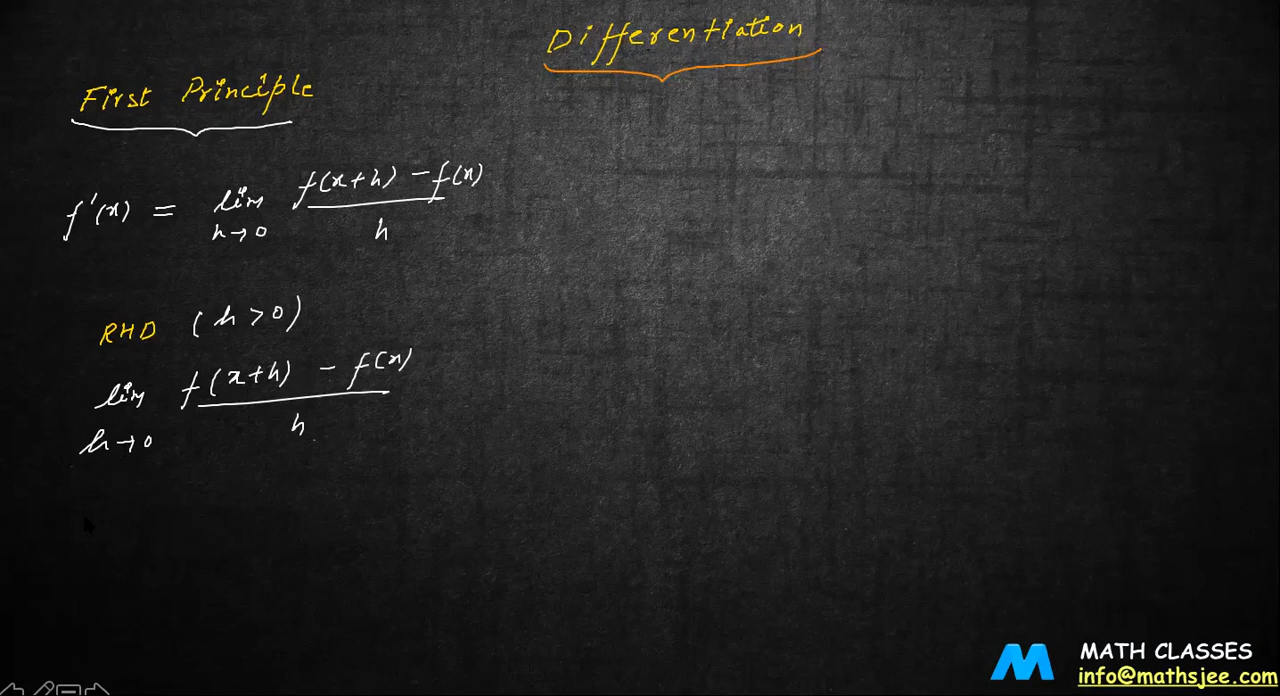 Differentiation
First Principle
f'(x) = lim h→0 f(x+h) - f(x) / h
RHD (h>0)
lim h→0 f(x+h) - f(x) / h
MATH CLASSES
info@mathsjee.com